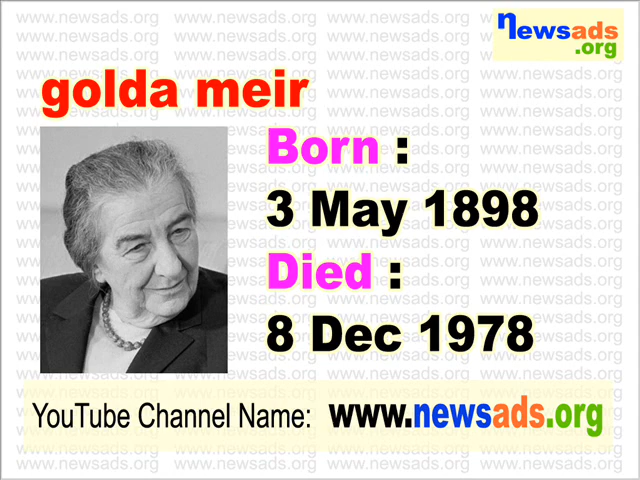 newsads
.org
golda meir
Born :
3 May 1898
Died :
8 Dec 1978
YouTube Channel Name: www.newsads.org